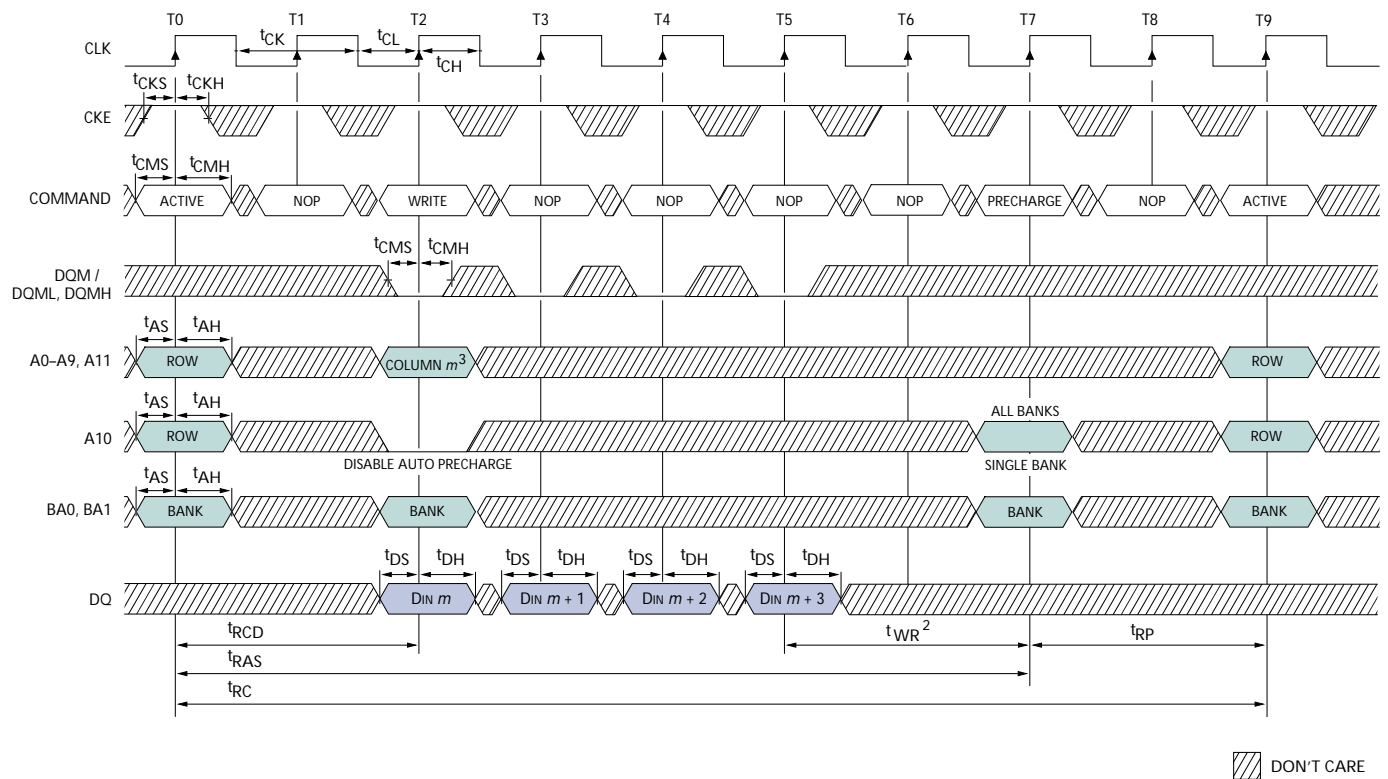 T0 T1 T2 T3 T4 T5 T6 T7 T8 T9
CLK
tCK tCL
tCH
tCKS tCKH
CKE
tCMS tCMH
COMMAND ACTIVE NOP WRITE NOP NOP NOP NOP PRECHARGE NOP ACTIVE
tCMS tCMH
DQM /
DQML, DQMH
tAS tAH
A0–A9, A11 ROW COLUMN m3 ROW
tAS tAH
ALL BANKS
A10 ROW ROW
DISABLE AUTO PRECHARGE SINGLE BANK
tAS tAH
BA0, BA1 BANK BANK BANK BANK
tDS tDH tDS tDH tDS tDH tDS tDH
DQ DIN m DIN m + 1 DIN m + 2 DIN m + 3
tRCD tWR2 tRP
tRAS
tRC
DON'T CARE